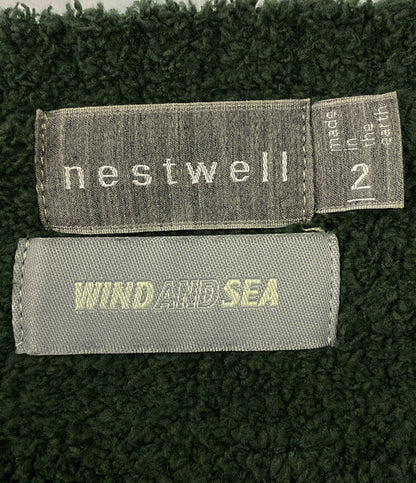 nestwell
made
in
the
earth
2
WIND AND SEA